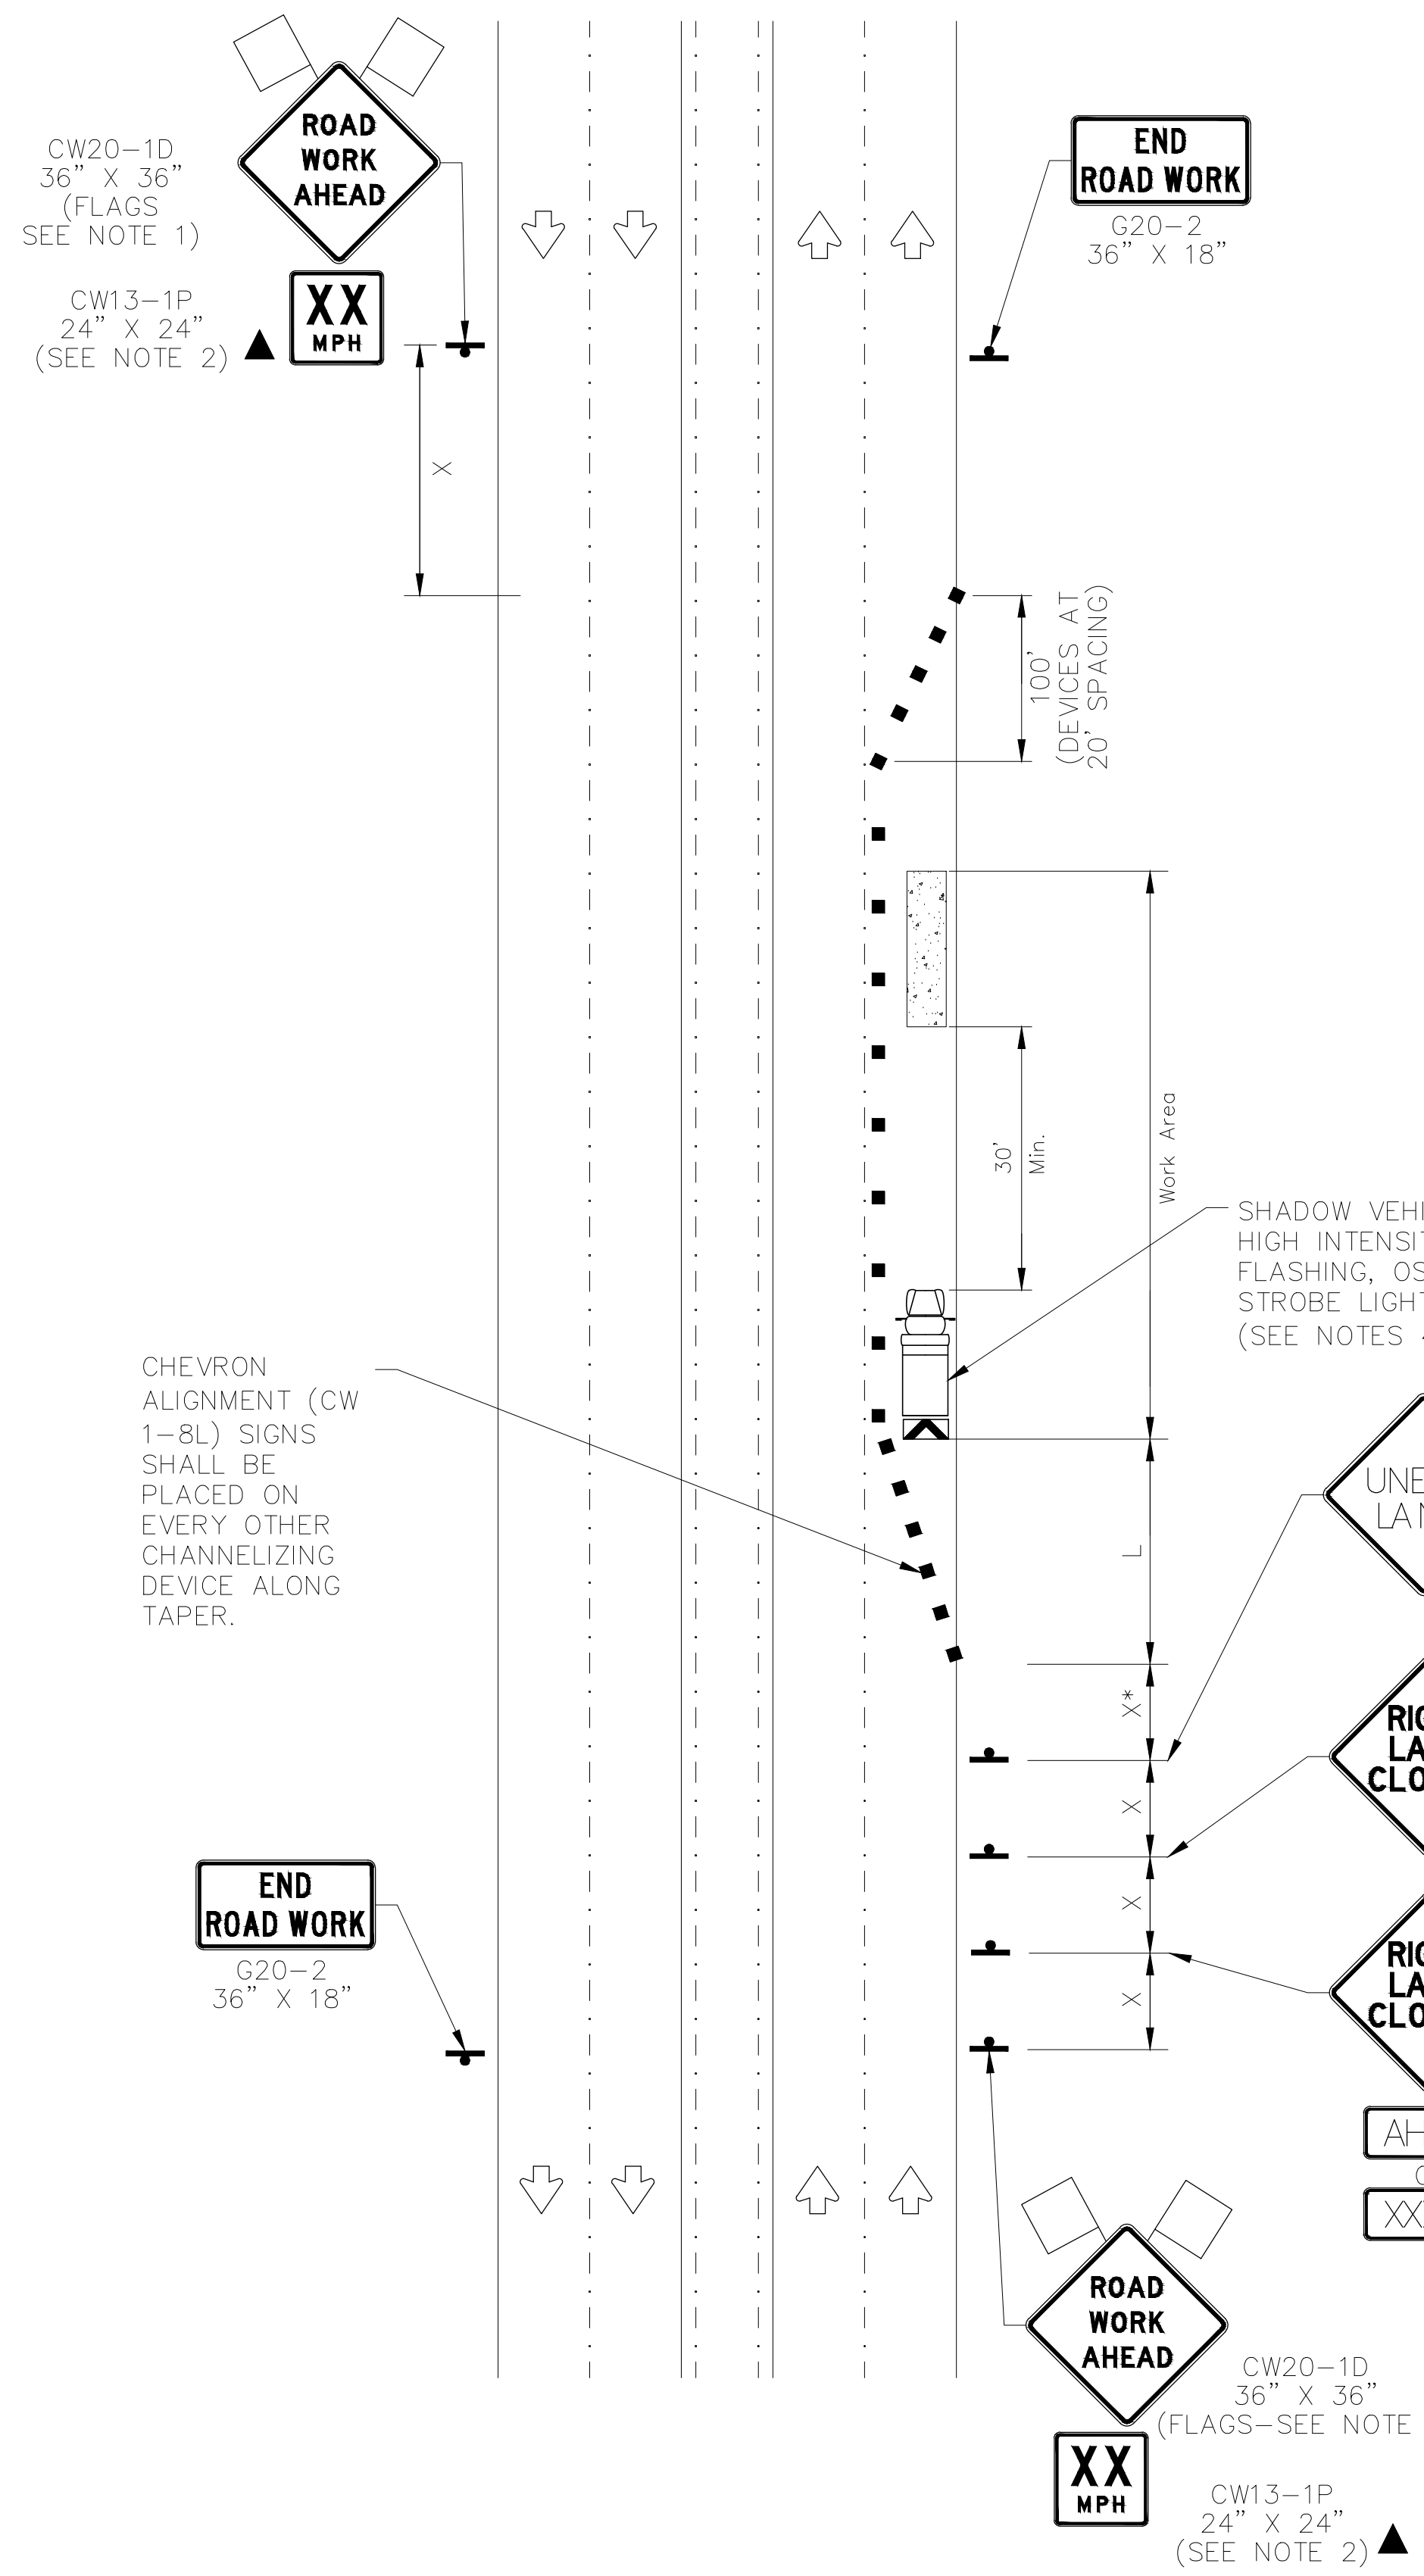 ROAD
WORK
AHEAD
CW20-1D
36" X 36"
(FLAGS
SEE NOTE 1)
XX
MPH
CW13-1P
24" X 24"
(SEE NOTE 2)
END
ROAD WORK
G20-2
36" X 18"
X
100'
(DEVICES AT
20' SPACING)
30'
Min.
Work Area
SHADOW
HIGH
FLASHING,
STROBE
(SEE NOTES
CHEVRON
ALIGNMENT (CW
1-8L) SIGNS
SHALL BE
PLACED ON
EVERY OTHER
CHANNELIZING
DEVICE ALONG
TAPER.
L
X*
X
X
X
END
ROAD WORK
G20-2
36" X 18"
ROAD
WORK
AHEAD
CW20-1D
36" X 36"
(FLAGS-SEE NOTE
XX
MPH
CW13-1P
24" X 24"
(SEE NOTE 2)